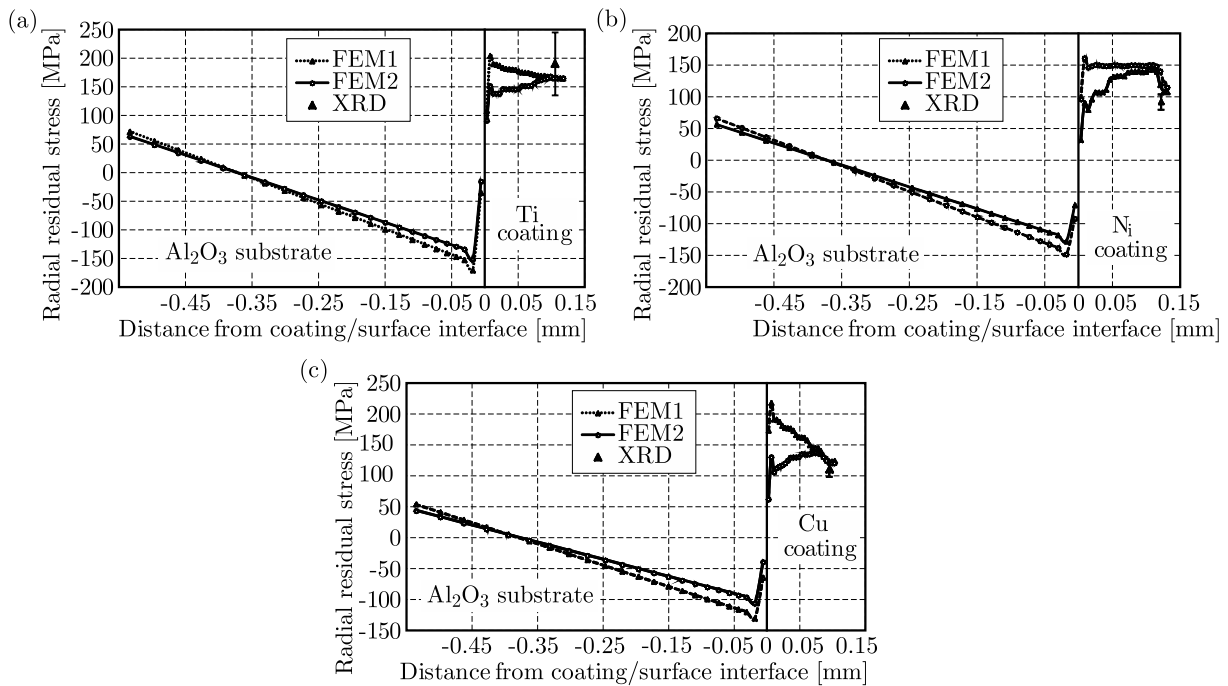 (a)
Radial residual stress [MPa]
250
200
150
100
50
0
-50
-100
-150
-200
FEM1
FEM2
XRD
Ti
coating
Al₂O₃ substrate
-0.45 -0.35 -0.25 -0.15 -0.05 0 0.05 0.15
Distance from coating/surface interface [mm]
(b)
Radial residual stress [MPa]
200
150
100
50
0
-50
-100
-150
-200
FEM1
FEM2
XRD
Nᵢ
coating
Al₂O₃ substrate
-0.45 -0.35 -0.25 -0.15 -0.05 0 0.05 0.15
Distance from coating/surface interface [mm]
(c)
Radial residual stress [MPa]
250
200
150
100
50
0
-50
-100
-150
FEM1
FEM2
XRD
Cu
coating
Al₂O₃ substrate
-0.45 -0.35 -0.25 -0.15 -0.05 0 0.05 0.15
Distance from coating/surface interface [mm]